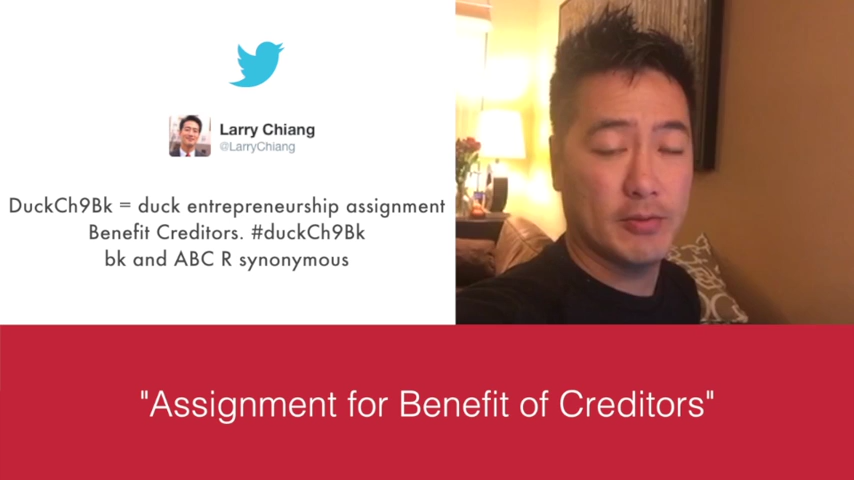 Larry Chiang
@LarryChiang
DuckCh9Bk = duck entrepreneurship assignment
Benefit Creditors. #duckCh9Bk
bk and ABC R synonymous
"Assignment for Benefit of Creditors"